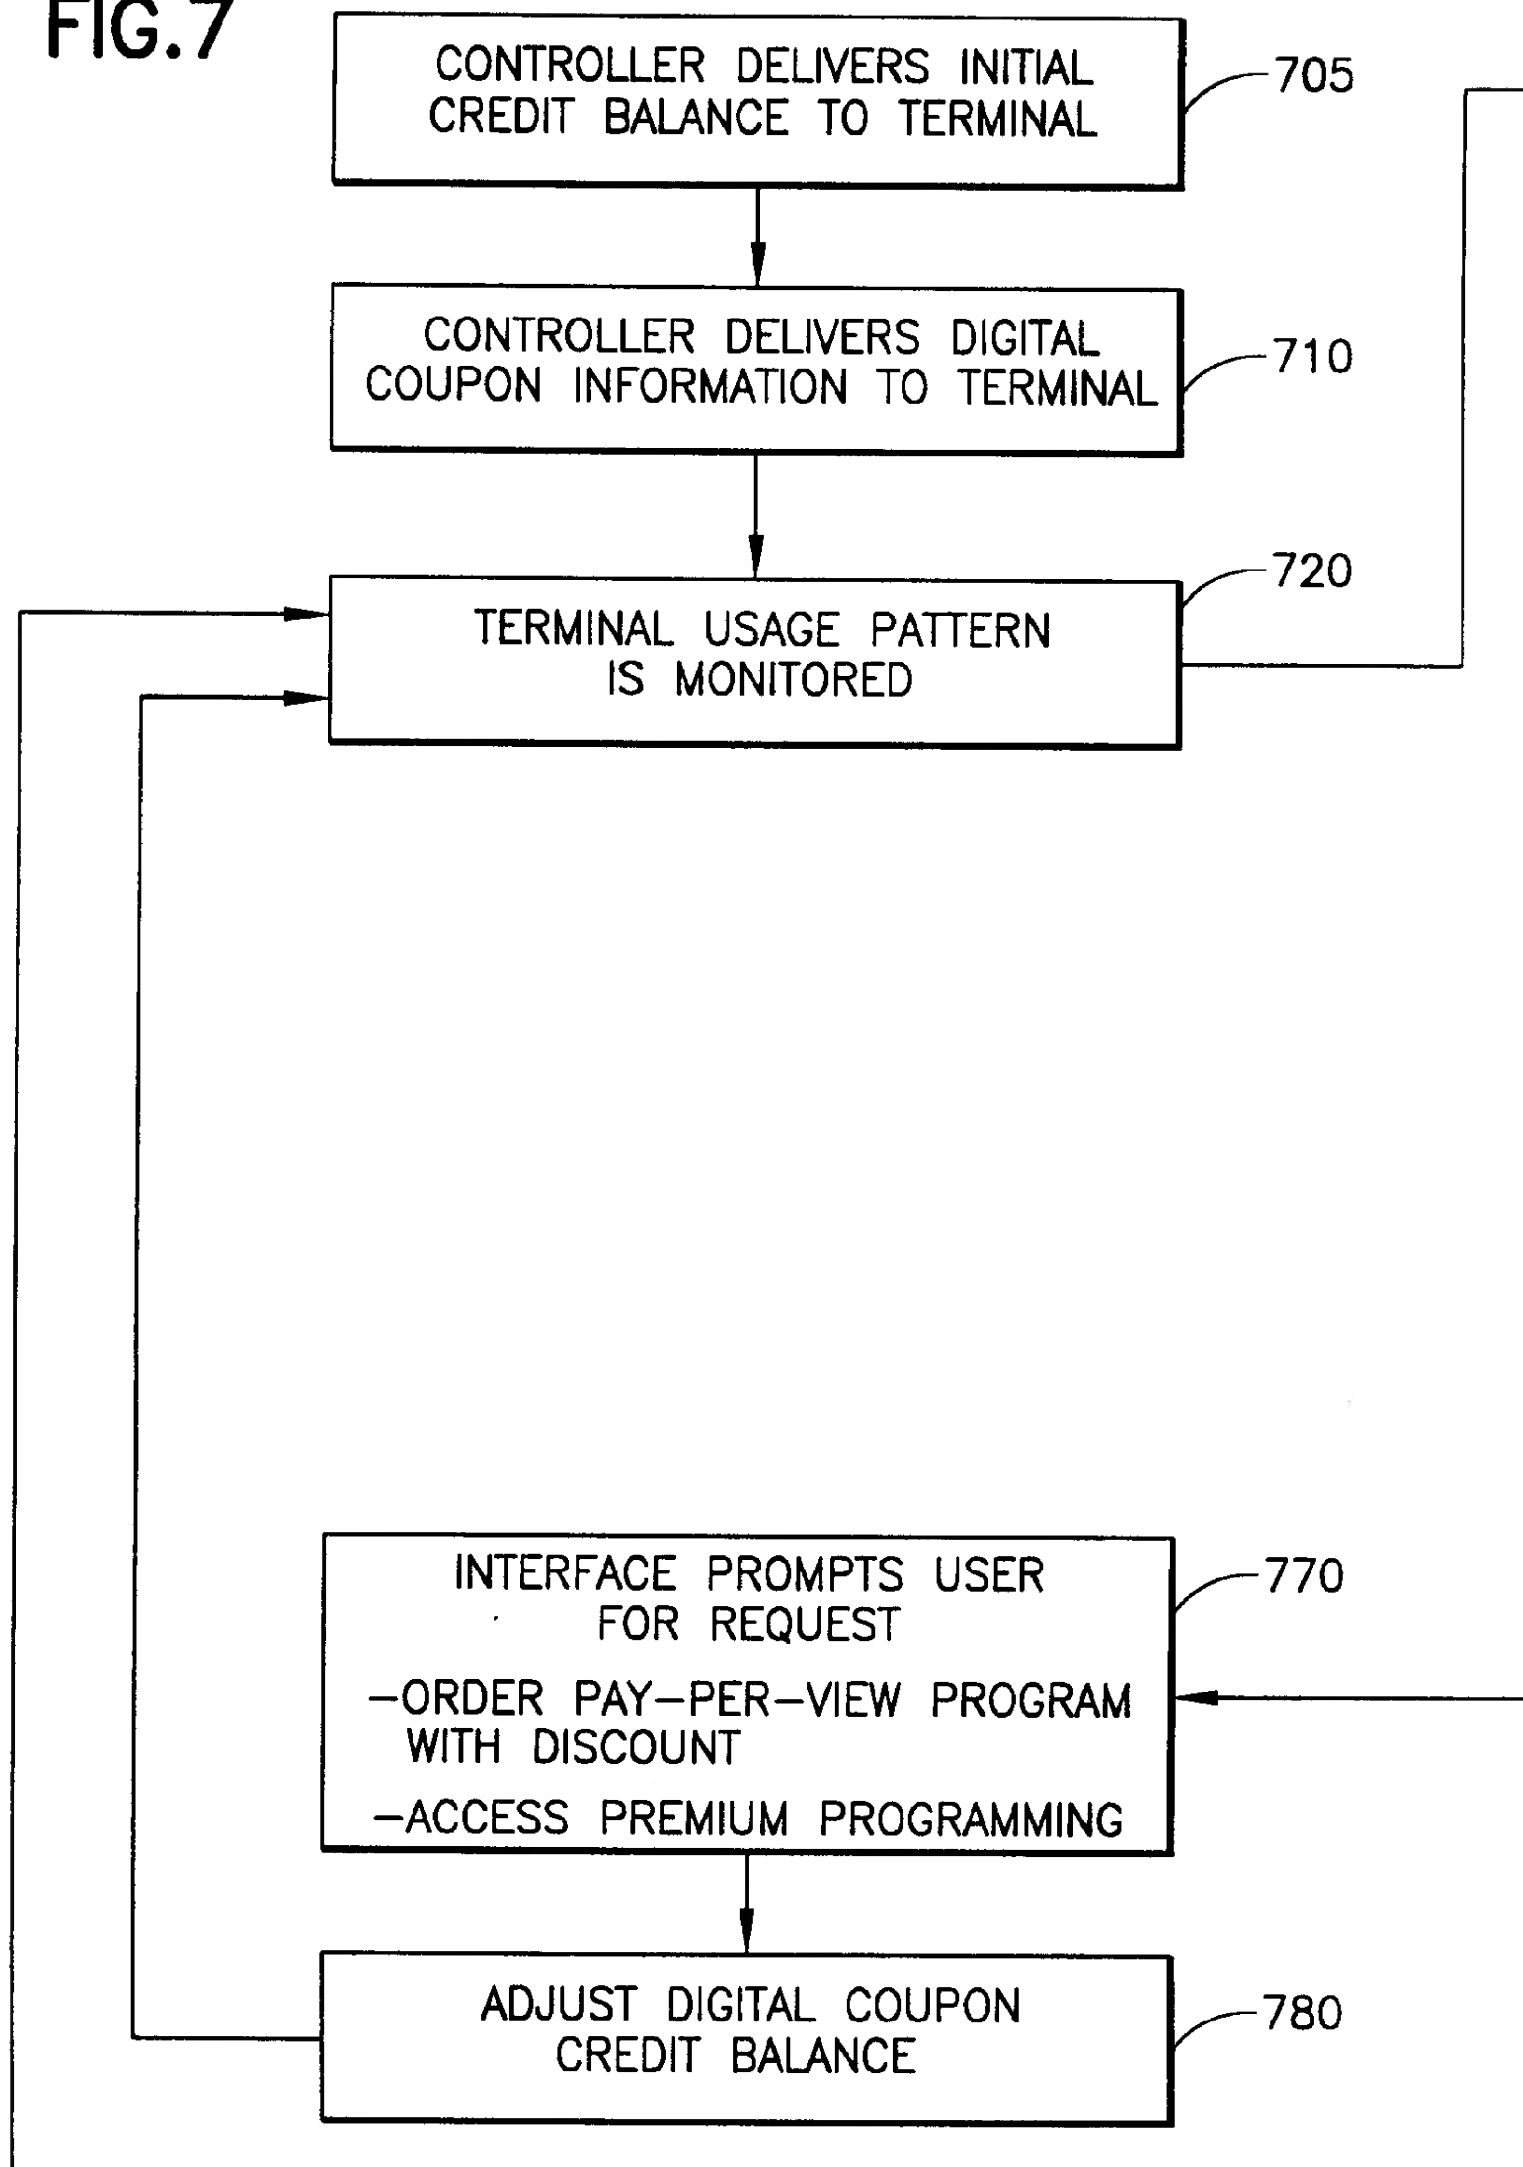 FIG.7
CONTROLLER DELIVERS INITIAL
CREDIT BALANCE TO TERMINAL
705
CONTROLLER DELIVERS DIGITAL
COUPON INFORMATION TO TERMINAL
710
TERMINAL USAGE PATTERN
IS MONITORED
720
INTERFACE PROMPTS USER
FOR REQUEST
-ORDER PAY-PER-VIEW PROGRAM
WITH DISCOUNT
-ACCESS PREMIUM PROGRAMMING
770
ADJUST DIGITAL COUPON
CREDIT BALANCE
780